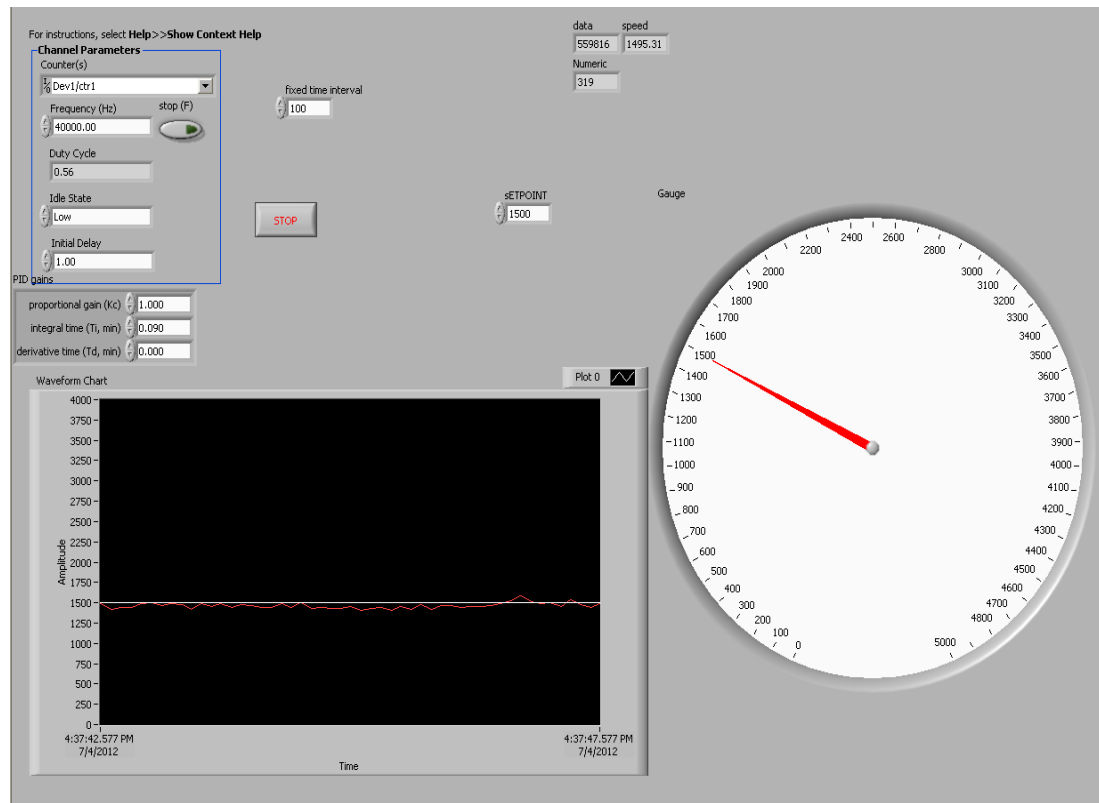 For instructions, select Help>>Show Context Help
Channel Parameters
Counter(s)
I/O Dev1/ctr1
Frequency (Hz)
40000.00
stop (F)
Duty Cycle
0.56
Idle State
Low
Initial Delay
1.00
fixed time interval
100
STOP
data speed
559816 1495.31
Numeric
319
sETPOINT
1500
PID gains
proportional gain (Kc) 1.000
integral time (Ti, min) 0.090
derivative time (Td, min) 0.000
Gauge
0
100
200
300
400
500
600
700
800
900
1000
1100
1200
1300
1400
1500
1600
1700
1800
1900
2000
2200
2400
2600
2800
3000
3100
3200
3300
3400
3500
3600
3700
3800
3900
4000
4100
4200
4300
4400
4500
4600
4700
4800
5000
Waveform Chart
Plot 0
Amplitude
4000
3750
3500
3250
3000
2750
2500
2250
2000
1750
1500
1250
1000
750
500
250
0
4:37:42.577 PM 4:37:47.577 PM
7/4/2012 7/4/2012
Time